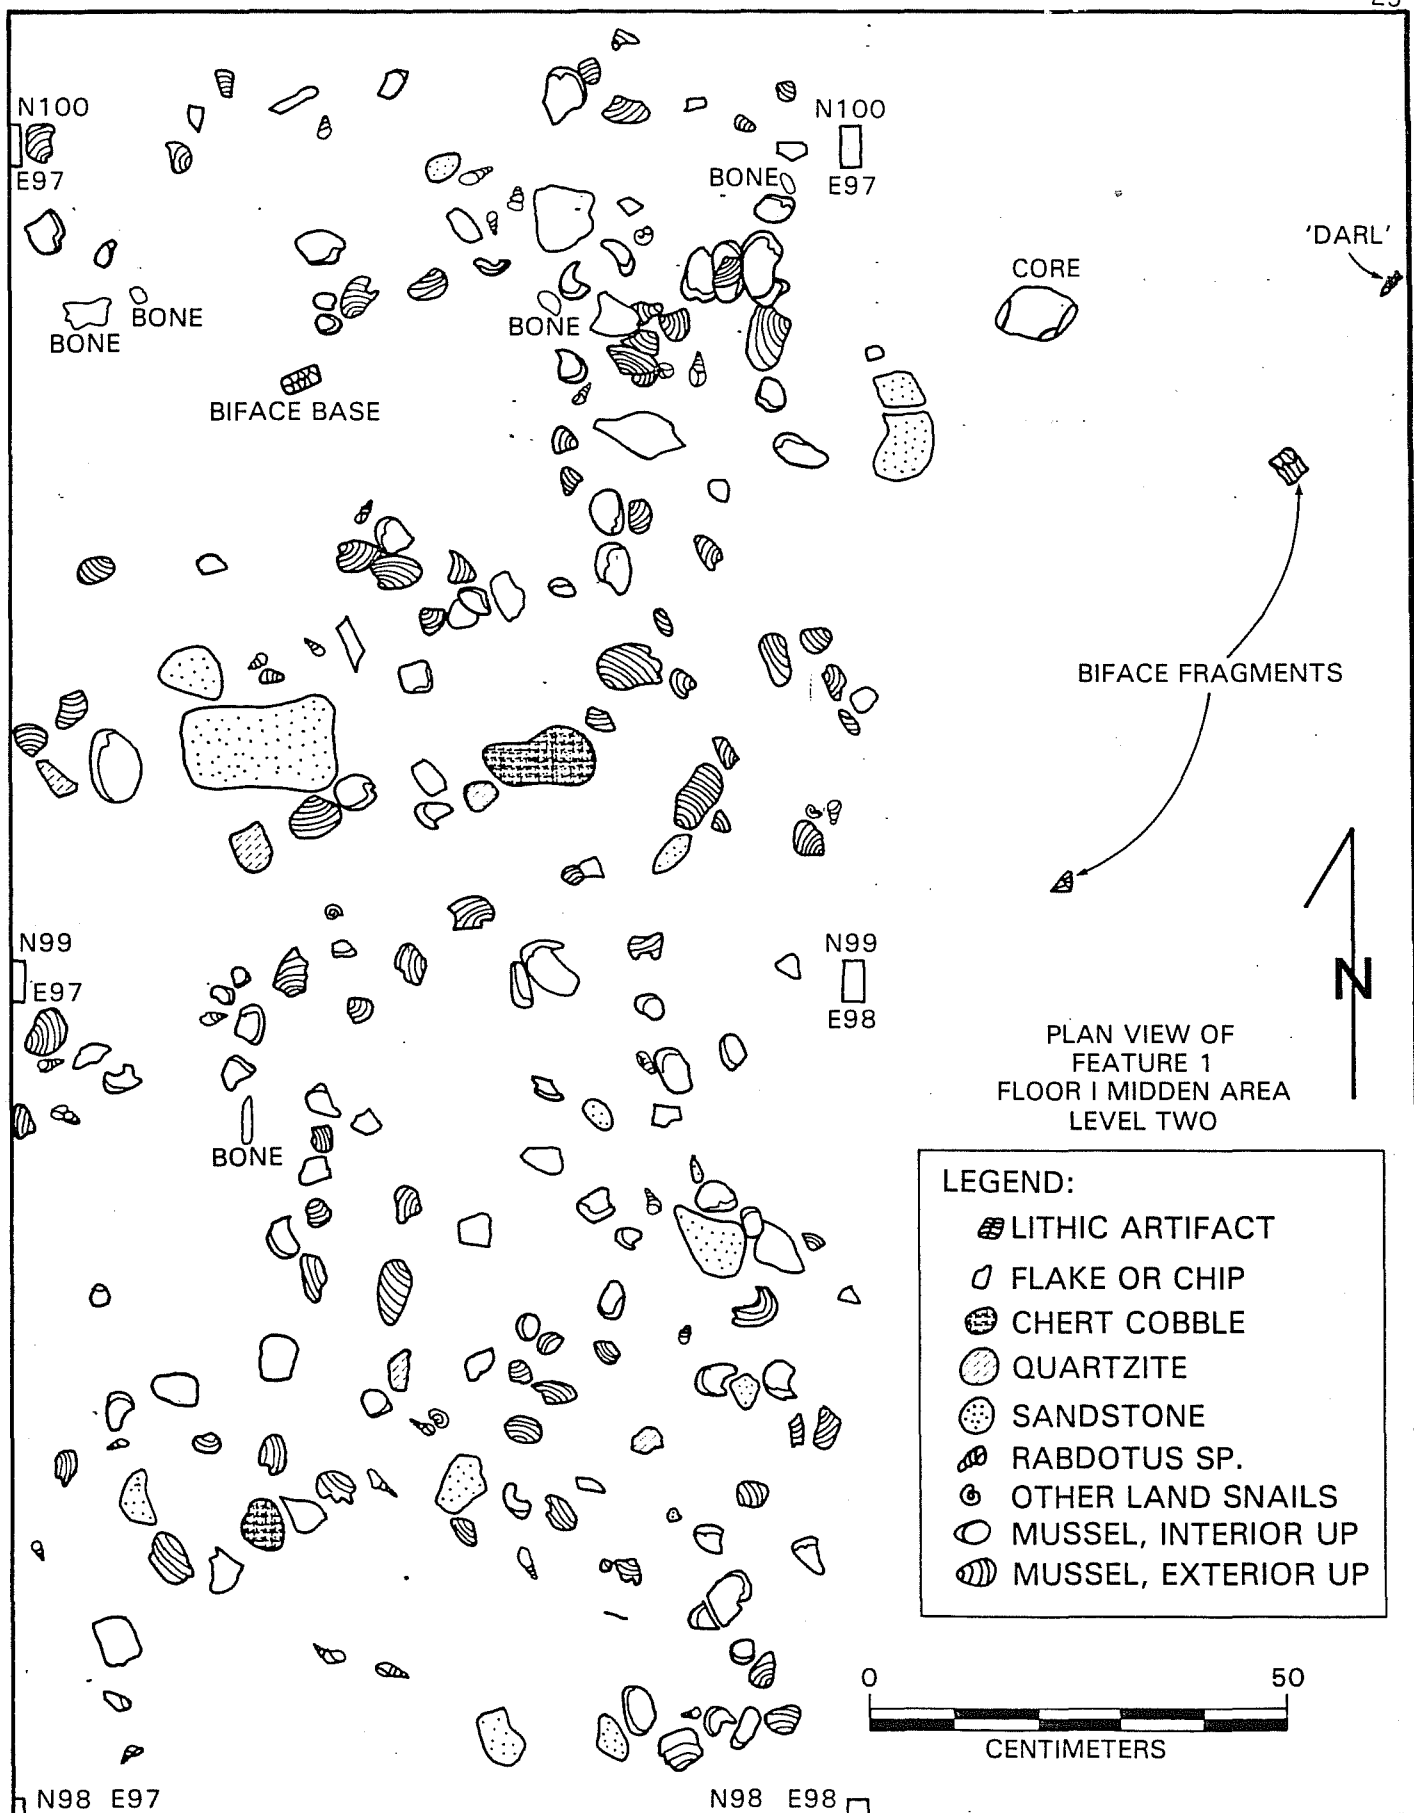 N100
N100
E97
BONE
E97
'DARL'
CORE
BONE
BONE
BONE
BIFACE BASE
BIFACE FRAGMENTS
N99
N99
E97
E98
N
PLAN VIEW OF
FEATURE 1
FLOOR I MIDDEN AREA
LEVEL TWO
BONE
LEGEND:
LITHIC ARTIFACT
FLAKE OR CHIP
CHERT COBBLE
QUARTZITE
SANDSTONE
RABDOTUS SP.
OTHER LAND SNAILS
MUSSEL, INTERIOR UP
MUSSEL, EXTERIOR UP
0 50
CENTIMETERS
N98 E97
N98 E98